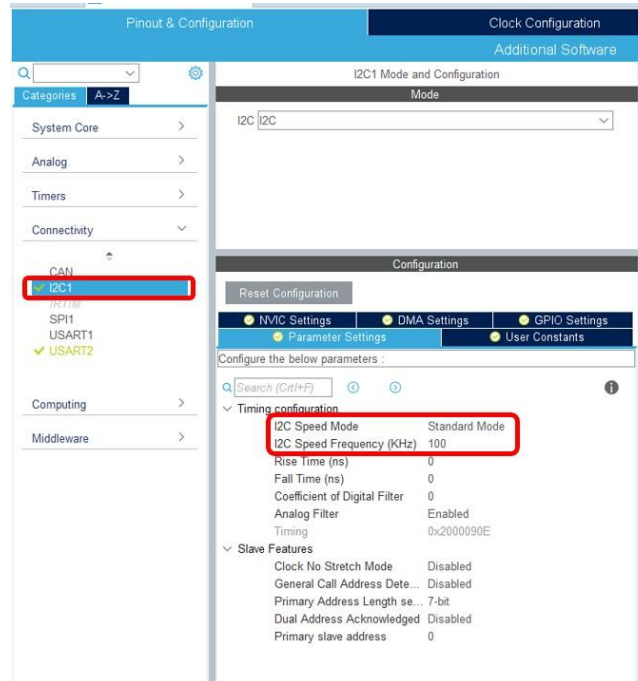 Pinout & Configuration
Clock Configuration
Additional Software
Categories A->Z
System Core
Analog
Timers
Connectivity
CAN
I2C1
IRTIM
SPI1
USART1
USART2
Computing
Middleware
I2C1 Mode and Configuration
Mode
I2C I2C
Configuration
Reset Configuration
NVIC Settings DMA Settings GPIO Settings
Parameter Settings User Constants
Configure the below parameters :
Search (Crtl+F)
Timing configuration
I2C Speed Mode Standard Mode
I2C Speed Frequency (KHz) 100
Rise Time (ns) 0
Fall Time (ns) 0
Coefficient of Digital Filter 0
Analog Filter Enabled
Timing 0x2000090E
Slave Features
Clock No Stretch Mode Disabled
General Call Address Dete... Disabled
Primary Address Length se... 7-bit
Dual Address Acknowledged Disabled
Primary slave address 0